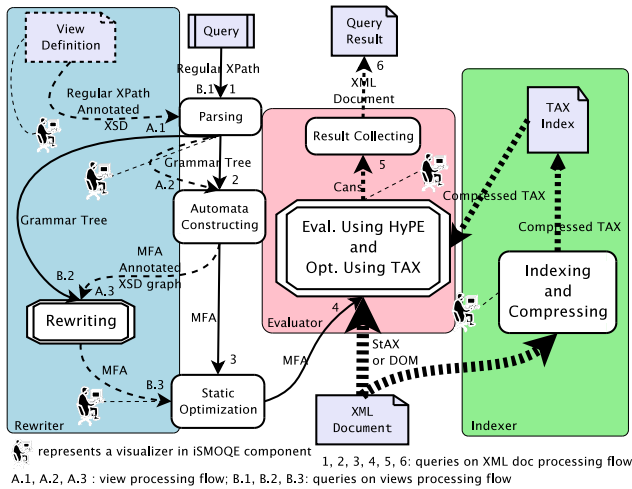 View
Definition
Query
Query
Result
Regular XPath
6
XML
Document
B.1
1
Regular XPath
Annotated
XSD
A.1
Parsing
TAX
Index
Result Collecting
Grammar Tree
A.2
2
5
Cans
Compressed TAX
Grammar Tree
Automata
Constructing
Eval. Using HyPE
and
Opt. Using TAX
Compressed TAX
MFA
Annotated
XSD graph
B.2
A.3
Indexing
and
Compressing
Rewriting
MFA
4
Evaluator
StAX
or DOM
MFA
3
MFA
B.3
Static
Optimization
XML
Document
Rewriter
Indexer
represents a visualizer in iSMOQE component
1, 2, 3, 4, 5, 6: queries on XML doc processing flow
A.1, A.2, A.3 : view processing flow; B.1, B.2, B.3: queries on views processing flow